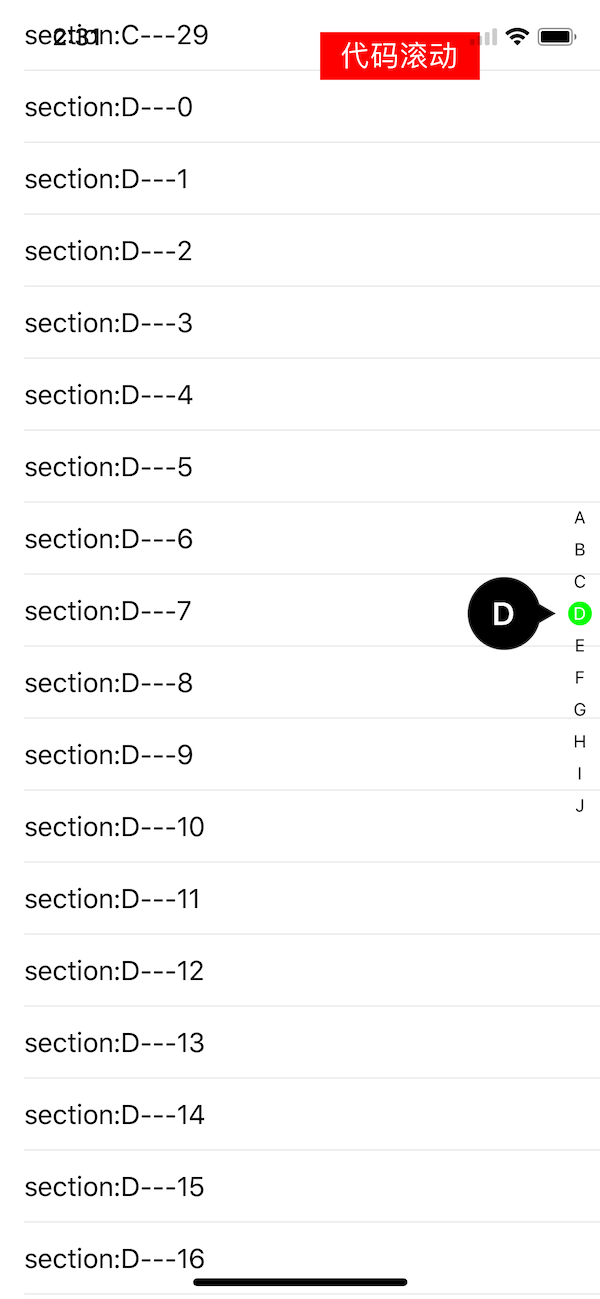 section:C---29
2:31
代码滚动
section:D---0
section:D---1
section:D---2
section:D---3
section:D---4
section:D---5
section:D---6
section:D---7
section:D---8
section:D---9
section:D---10
section:D---11
section:D---12
section:D---13
section:D---14
section:D---15
section:D---16
D
A
B
C
D
E
F
G
H
I
J